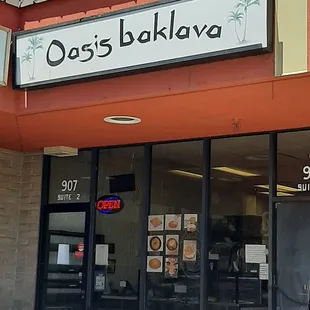 Oasis baklava
907
SUITE 2
OPEN